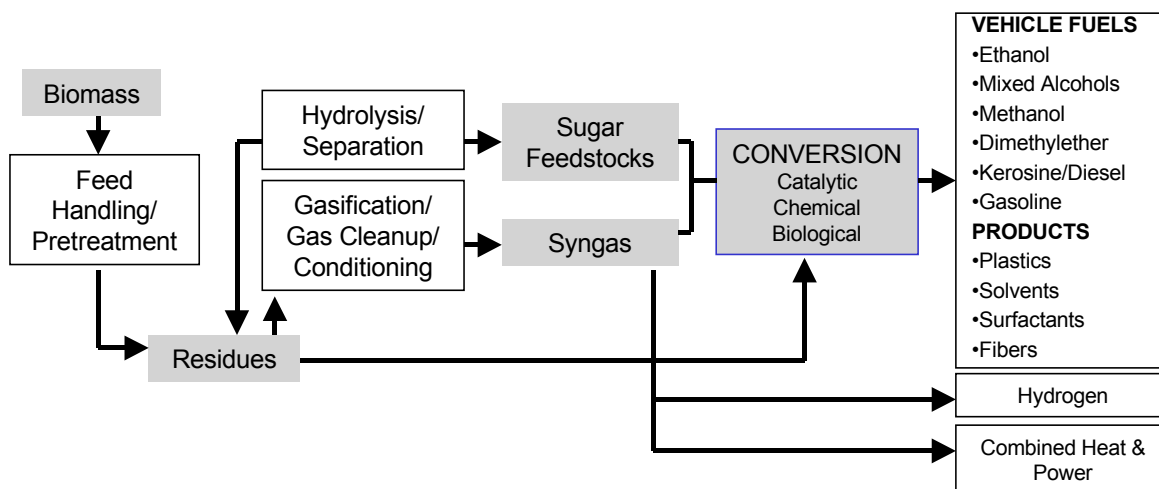 Biomass
Feed
Handling/
Pretreatment
Residues
Hydrolysis/
Separation
Gasification/
Gas Cleanup/
Conditioning
Sugar
Feedstocks
Syngas
CONVERSION
Catalytic
Chemical
Biological
VEHICLE FUELS
•Ethanol
•Mixed Alcohols
•Methanol
•Dimethylether
•Kerosine/Diesel
•Gasoline
PRODUCTS
•Plastics
•Solvents
•Surfactants
•Fibers
Hydrogen
Combined Heat &
Power